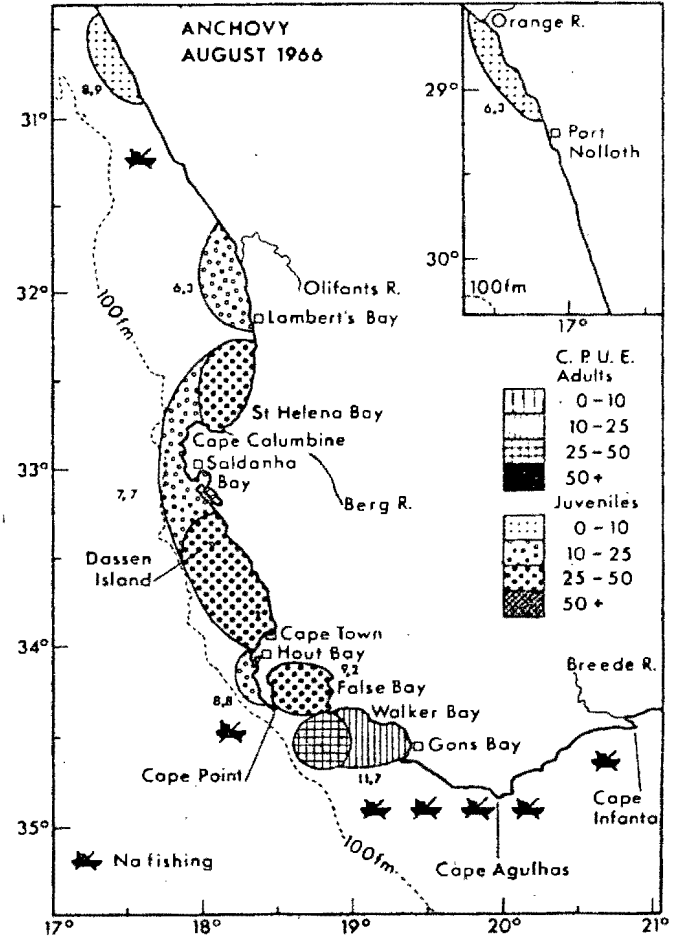 ANCHOVY
AUGUST 1966
Orange R.
29°
6,3
Port
Nolloth
30°
100fm
17°
8,9
31°
6,3
Olifants R.
32°
100fm
Lambert's Bay
C. P. U. E.
Adults
0-10
10-25
25-50
50+
Juveniles
0-10
10-25
25-50
50+
St Helena Bay
Cape Columbine
33°
Saldanha
Bay
7,7
Berg R.
Dassen
Island
Cape Town
34°
Hout Bay
9,2
Breede R.
False Bay
8,8
Walker Bay
Gans Bay
Cape Point
11,7
Cape
Infanta
35°
No fishing
100fm
Cape Agulhas
17°
18°
19°
20°
21°